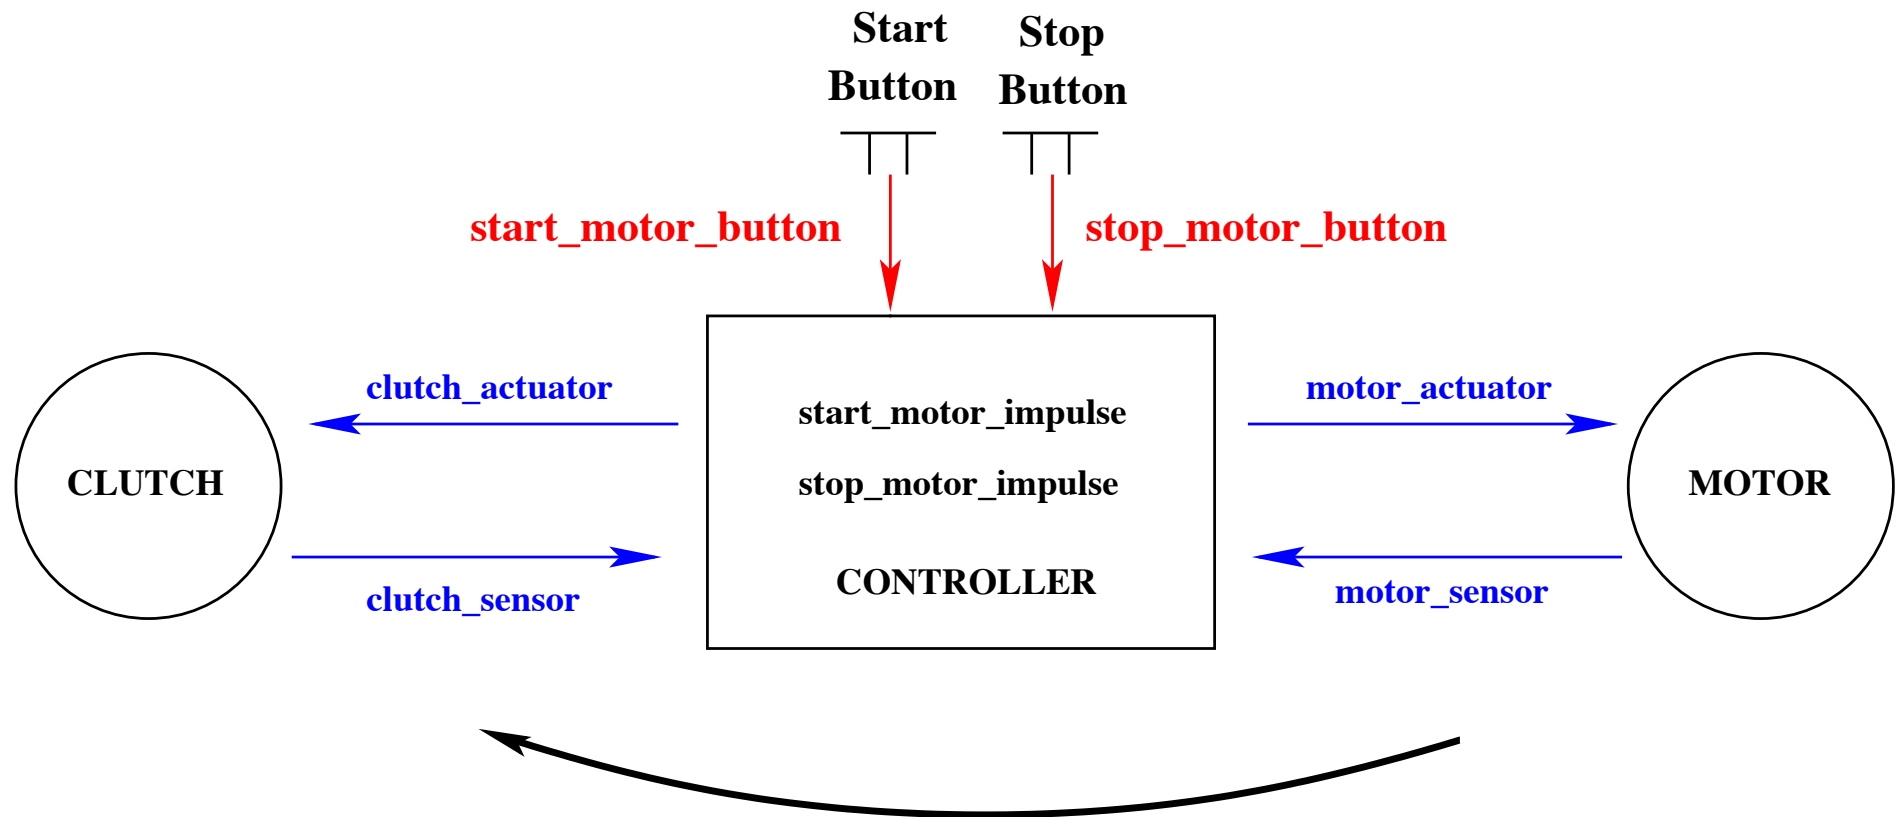 Start
Button
Stop
Button
start_motor_button
stop_motor_button
clutch_actuator
motor_actuator
start_motor_impulse
CLUTCH
stop_motor_impulse
MOTOR
clutch_sensor
CONTROLLER
motor_sensor